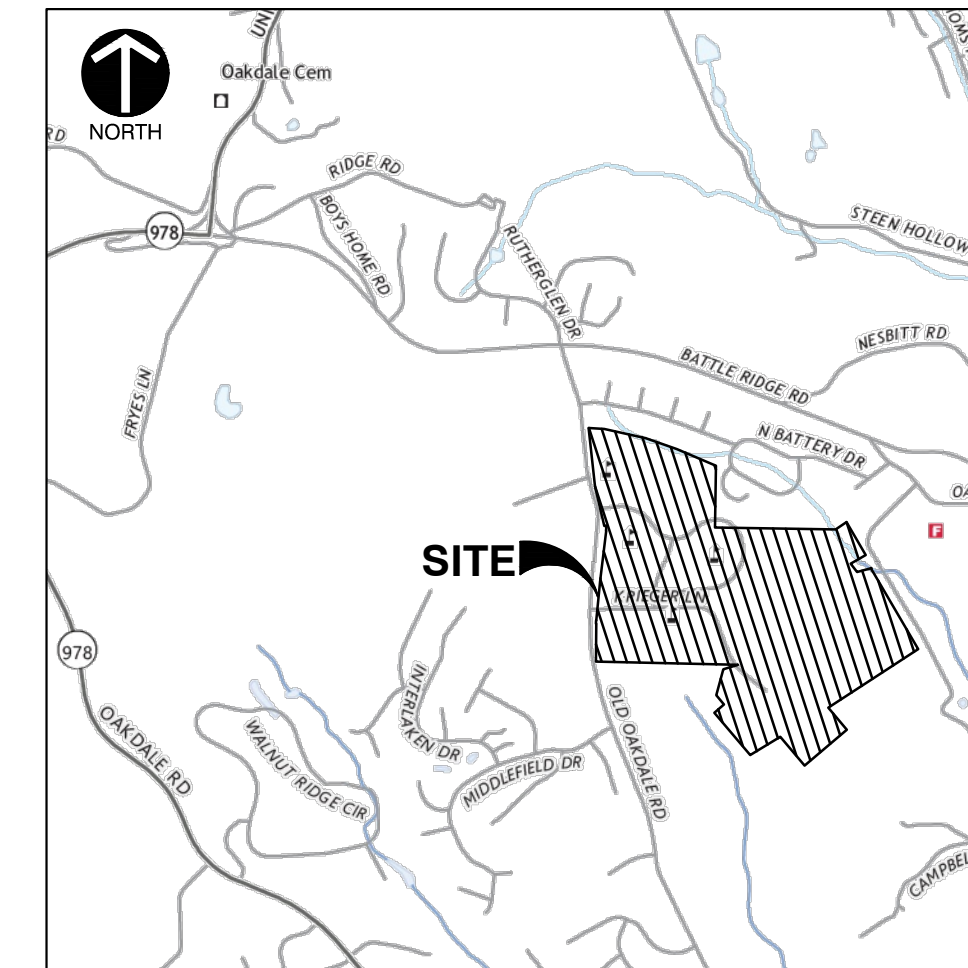 Oakdale Cem
NORTH
RD
RIDGE RD
BOYS HOME RD
978
RUTHERGLEN DR
STEEN HOLLOW
NESBITT RD
BATTLE RIDGE RD
FRYES LN
N BATTERY DR
F
SITE
KRIEGER LN
978
INTERLAKEN DR
OLD OAKDALE RD
OAKDALE RD
WALNUT RIDGE CIR
MIDDLEFIELD DR
CAMPBEL